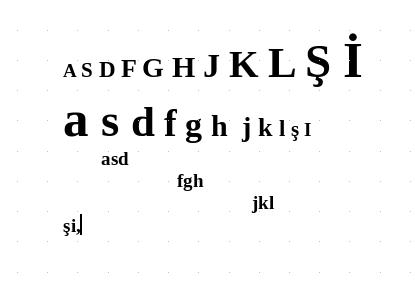 A S D F G H J K L Ş İ
a s d f g h j k l ş I
asd
fgh
jkl
şi,